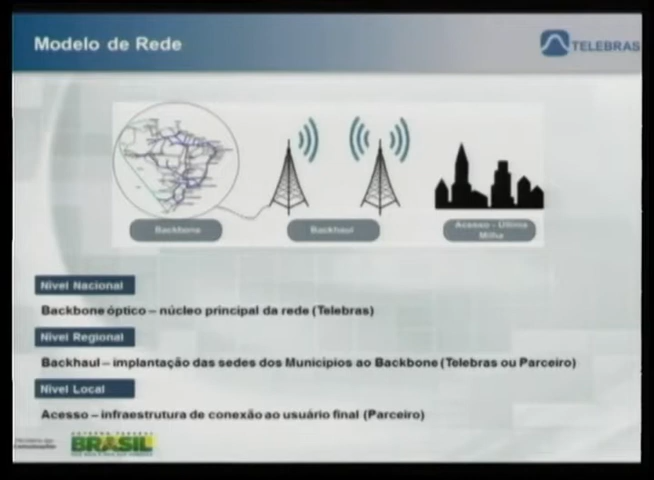 Modelo de Rede
TELEBRAS
Backbone
Backhaul
Acesso - Última
Milha
Nível Nacional
Backbone óptico – núcleo principal da rede (Telebras)
Nível Regional
Backhaul – implantação das sedes dos Municípios ao Backbone (Telebras ou Parceiro)
Nível Local
Acesso – infraestrutura de conexão ao usuário final (Parceiro)
BRASIL